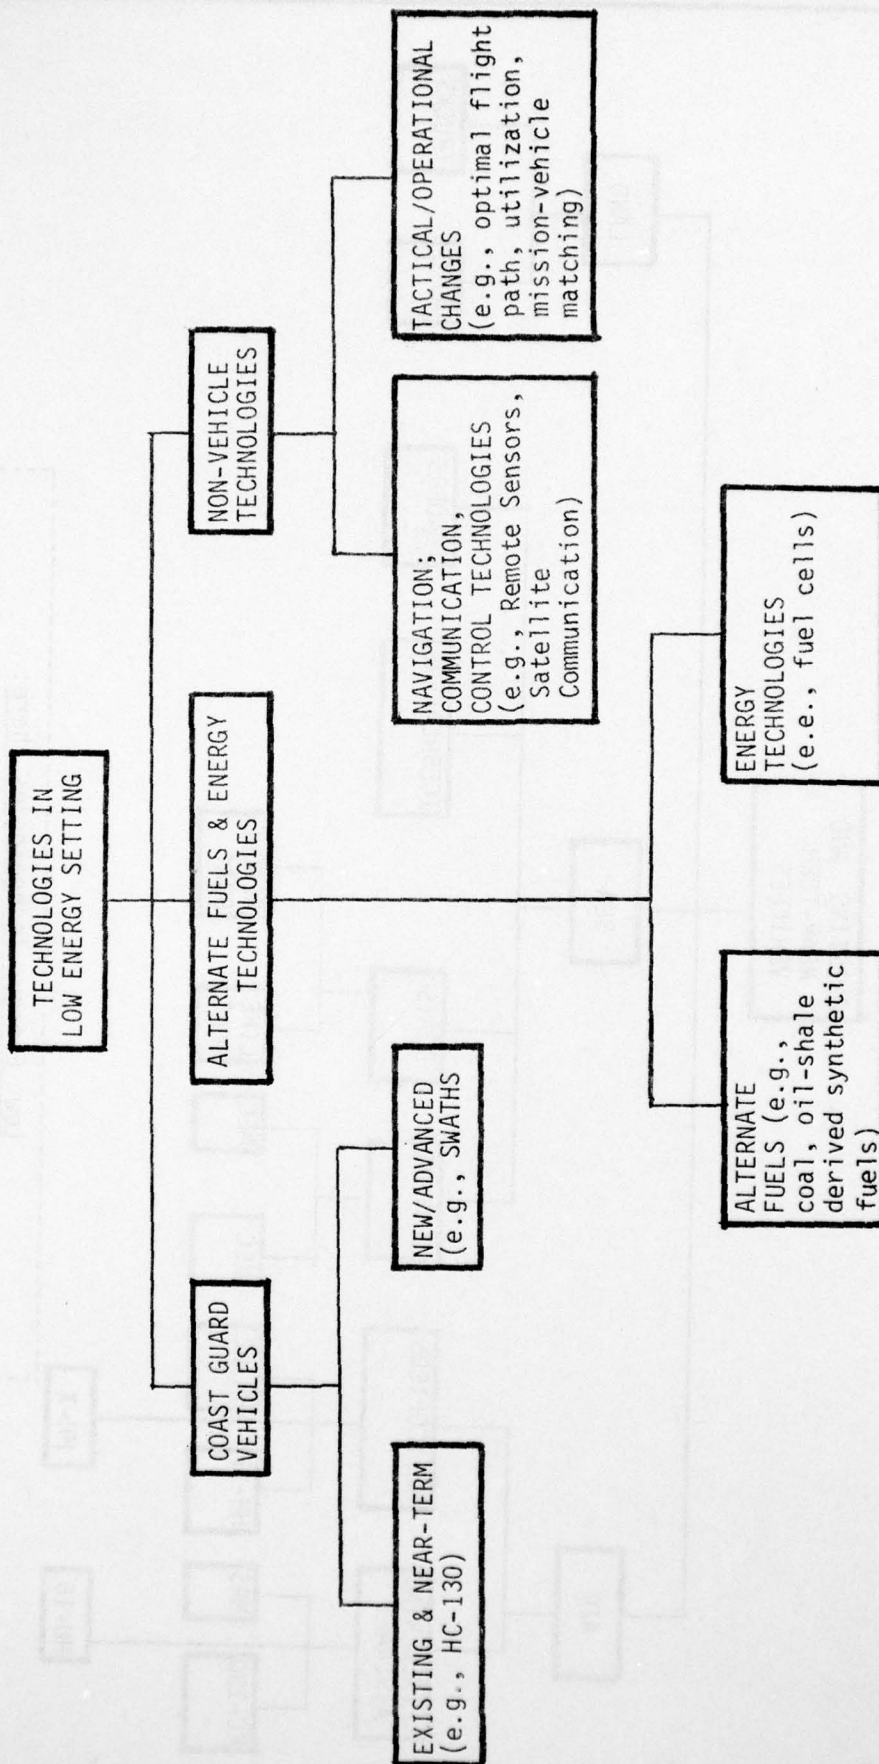 TECHNOLOGIES IN
LOW ENERGY SETTING
COAST GUARD
VEHICLES
ALTERNATE FUELS & ENERGY
TECHNOLOGIES
NON-VEHICLE
TECHNOLOGIES
EXISTING & NEAR-TERM
(e.g., HC-130)
NEW/ADVANCED
(e.g., SWATHS
NAVIGATION;
COMMUNICATION,
CONTROL TECHNOLOGIES
(e.g., Remote Sensors,
Satellite
Communication)
TACTICAL/OPERATIONAL
CHANGES
(e.g., optimal flight
path, utilization,
mission-vehicle
matching)
ALTERNATE
FUELS (e.g.,
coal, oil-shale
derived synthetic
fuels)
ENERGY
TECHNOLOGIES
(e.e., fuel cells)